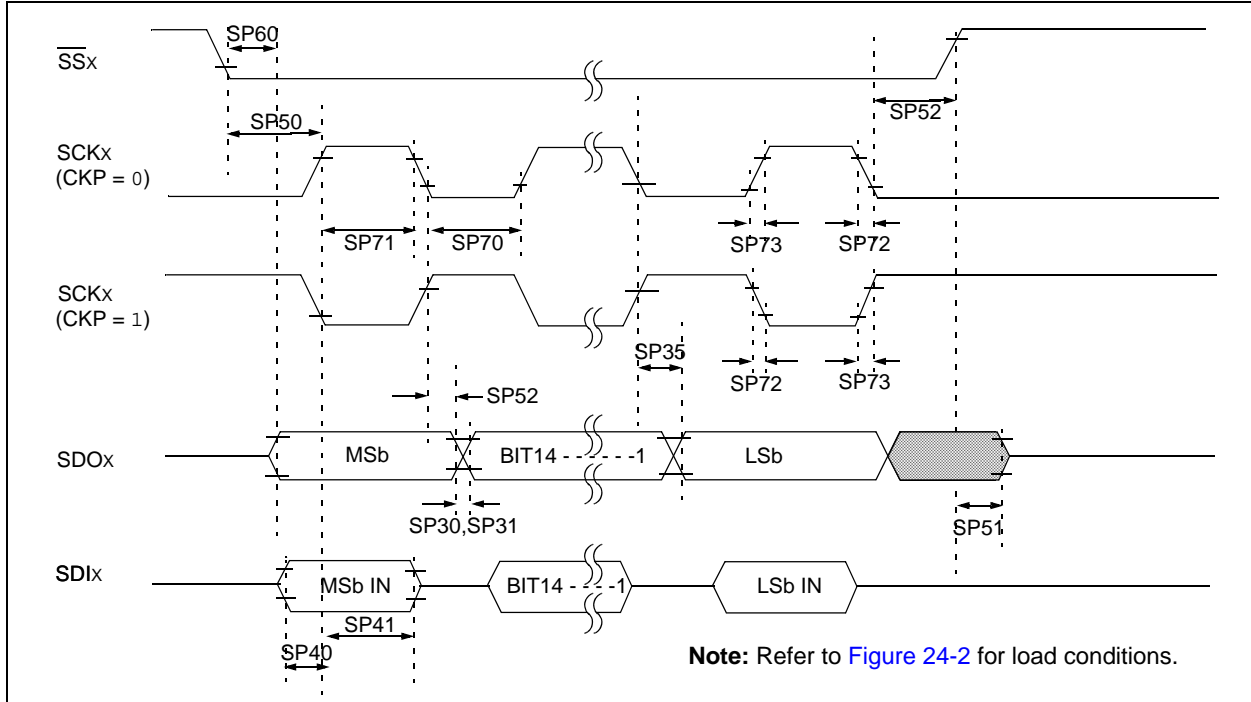 SP60
SSX
SP50
SP52
SCKX
(CKP = 0)
SP71
SP70
SP73
SP72
SCKX
(CKP = 1)
SP35
SP72
SP73
SP52
SDOX
MSb
BIT14 - - - - - -1
LSb
SP30,SP31
SP51
SDIX
MSb IN
BIT14 - - - - -1
LSb IN
SP41
SP40
Note: Refer to Figure 24-2 for load conditions.